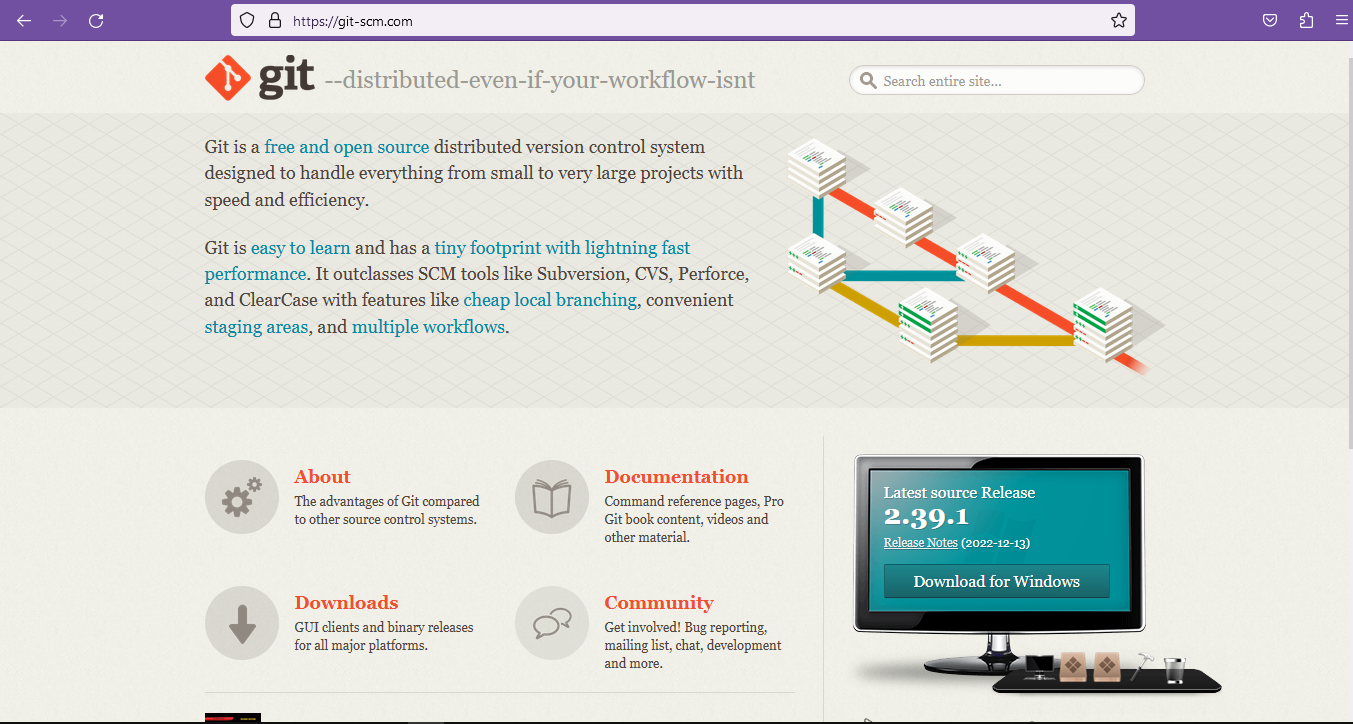 https://git-scm.com
git --distributed-even-if-your-workflow-isnt
Search entire site...
Git is a free and open source distributed version control system
designed to handle everything from small to very large projects with
speed and efficiency.
Git is easy to learn and has a tiny footprint with lightning fast
performance. It outclasses SCM tools like Subversion, CVS, Perforce,
and ClearCase with features like cheap local branching, convenient
staging areas, and multiple workflows.
About
The advantages of Git compared
to other source control systems.
Documentation
Command reference pages, Pro
Git book content, videos and
other material.
Downloads
GUI clients and binary releases
for all major platforms.
Community
Get involved! Bug reporting,
mailing list, chat, development
and more.
Latest source Release
2.39.1
Release Notes (2022-12-13)
Download for Windows